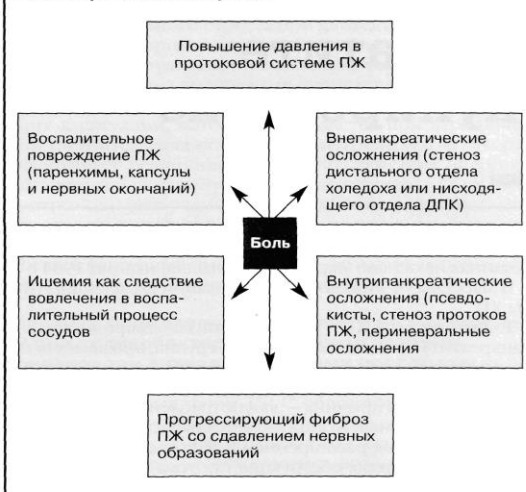 Повышение давления в
протоковой системе ПЖ
Воспалительное
повреждение ПЖ
(паренхимы, капсулы
и нервных окончаний)
Внепанкреатические
осложнения (стеноз
дистального отдела
холедоха или нисходя-
щего отдела ДПК)
Боль
Ишемия как следствие
вовлечения в воспа-
лительный процесс
сосудов
Внутрипанкреатические
осложнения (псевдо-
кисты, стеноз протоков
ПЖ, периневральные
осложнения
Прогрессирующий фиброз
ПЖ со сдавлением нервных
образований